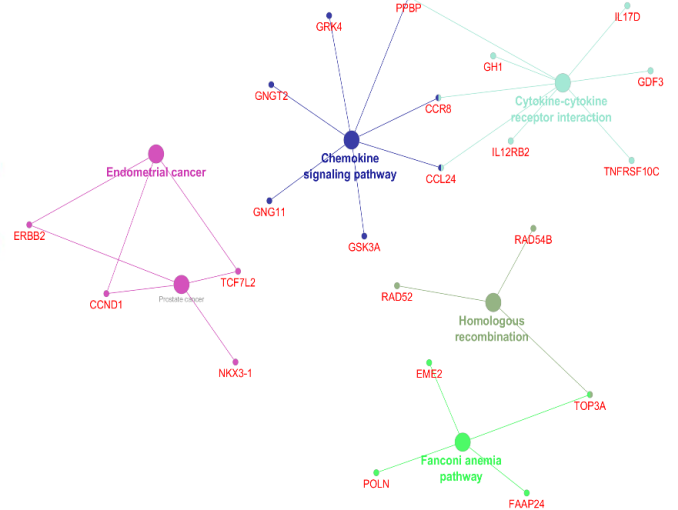 PPBP
IL17D
GRK4
GH1
GDF3
GNGT2
CCR8
Cytokine-cytokine
receptor interaction
IL12RB2
Chemokine
signaling pathway
CCL24
TNFRSF10C
Endometrial cancer
GNG11
ERBB2
GSK3A
RAD54B
TCF7L2
RAD52
CCND1
Prostate cancer
Homologous
recombination
NKX3-1
EME2
TOP3A
Fanconi anemia
pathway
POLN
FAAP24